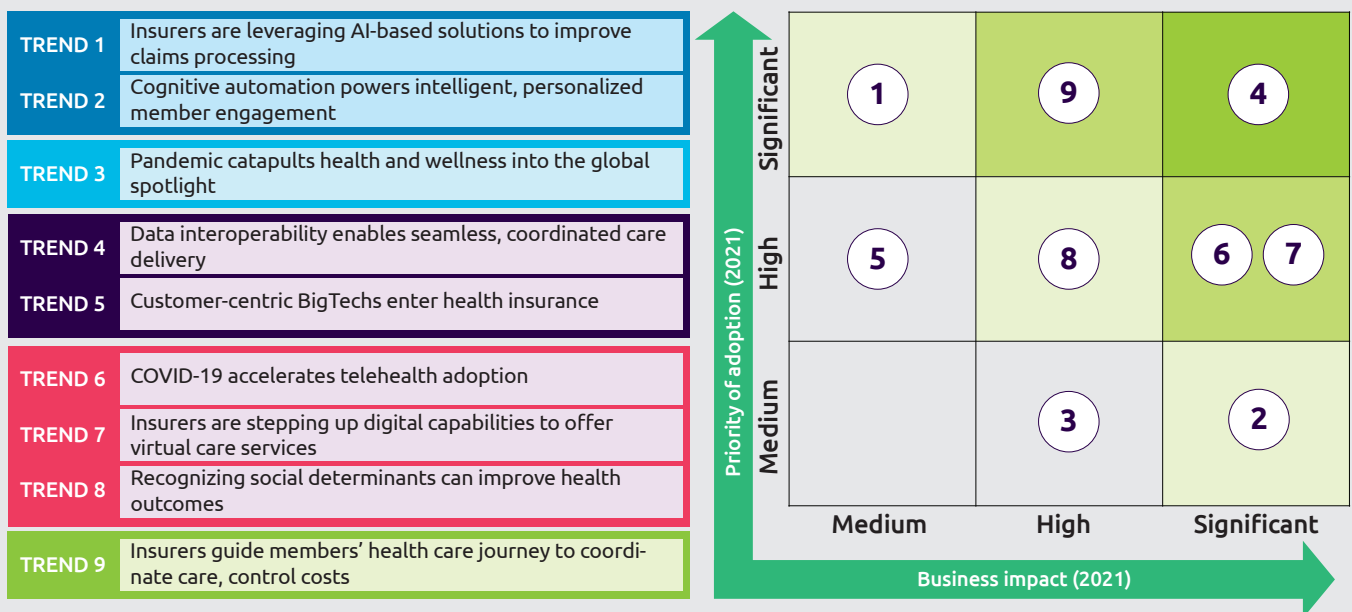 TREND 1
Insurers are leveraging AI-based solutions to improve
claims processing
TREND 2
Cognitive automation powers intelligent, personalized
member engagement
TREND 3
Pandemic catapults health and wellness into the global
spotlight
TREND 4
Data interoperability enables seamless, coordinated care
delivery
TREND 5
Customer-centric BigTechs enter health insurance
TREND 6
COVID-19 accelerates telehealth adoption
TREND 7
Insurers are stepping up digital capabilities to offer
virtual care services
TREND 8
Recognizing social determinants can improve health
outcomes
TREND 9
Insurers guide members’ health care journey to coordi-
nate care, control costs
Priority of adoption (2021)
Significant
1
9
4
High
5
8
6
7
Medium
3
2
Medium
High
Significant
Business impact (2021)